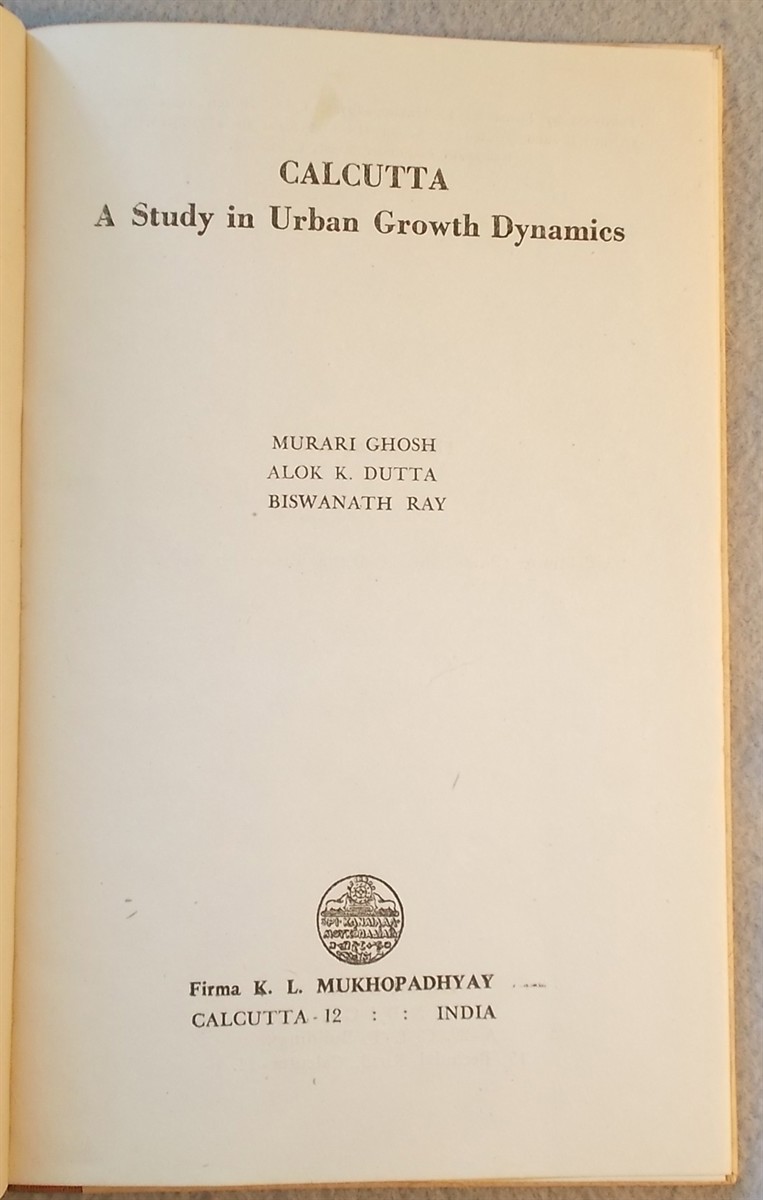 CALCUTTA
A Study in Urban Growth Dynamics
MURARI GHOSH
ALOK K. DUTTA
BISWANATH RAY
Firma K. L. MUKHOPADHYAY
CALCUTTA - 12 : : INDIA